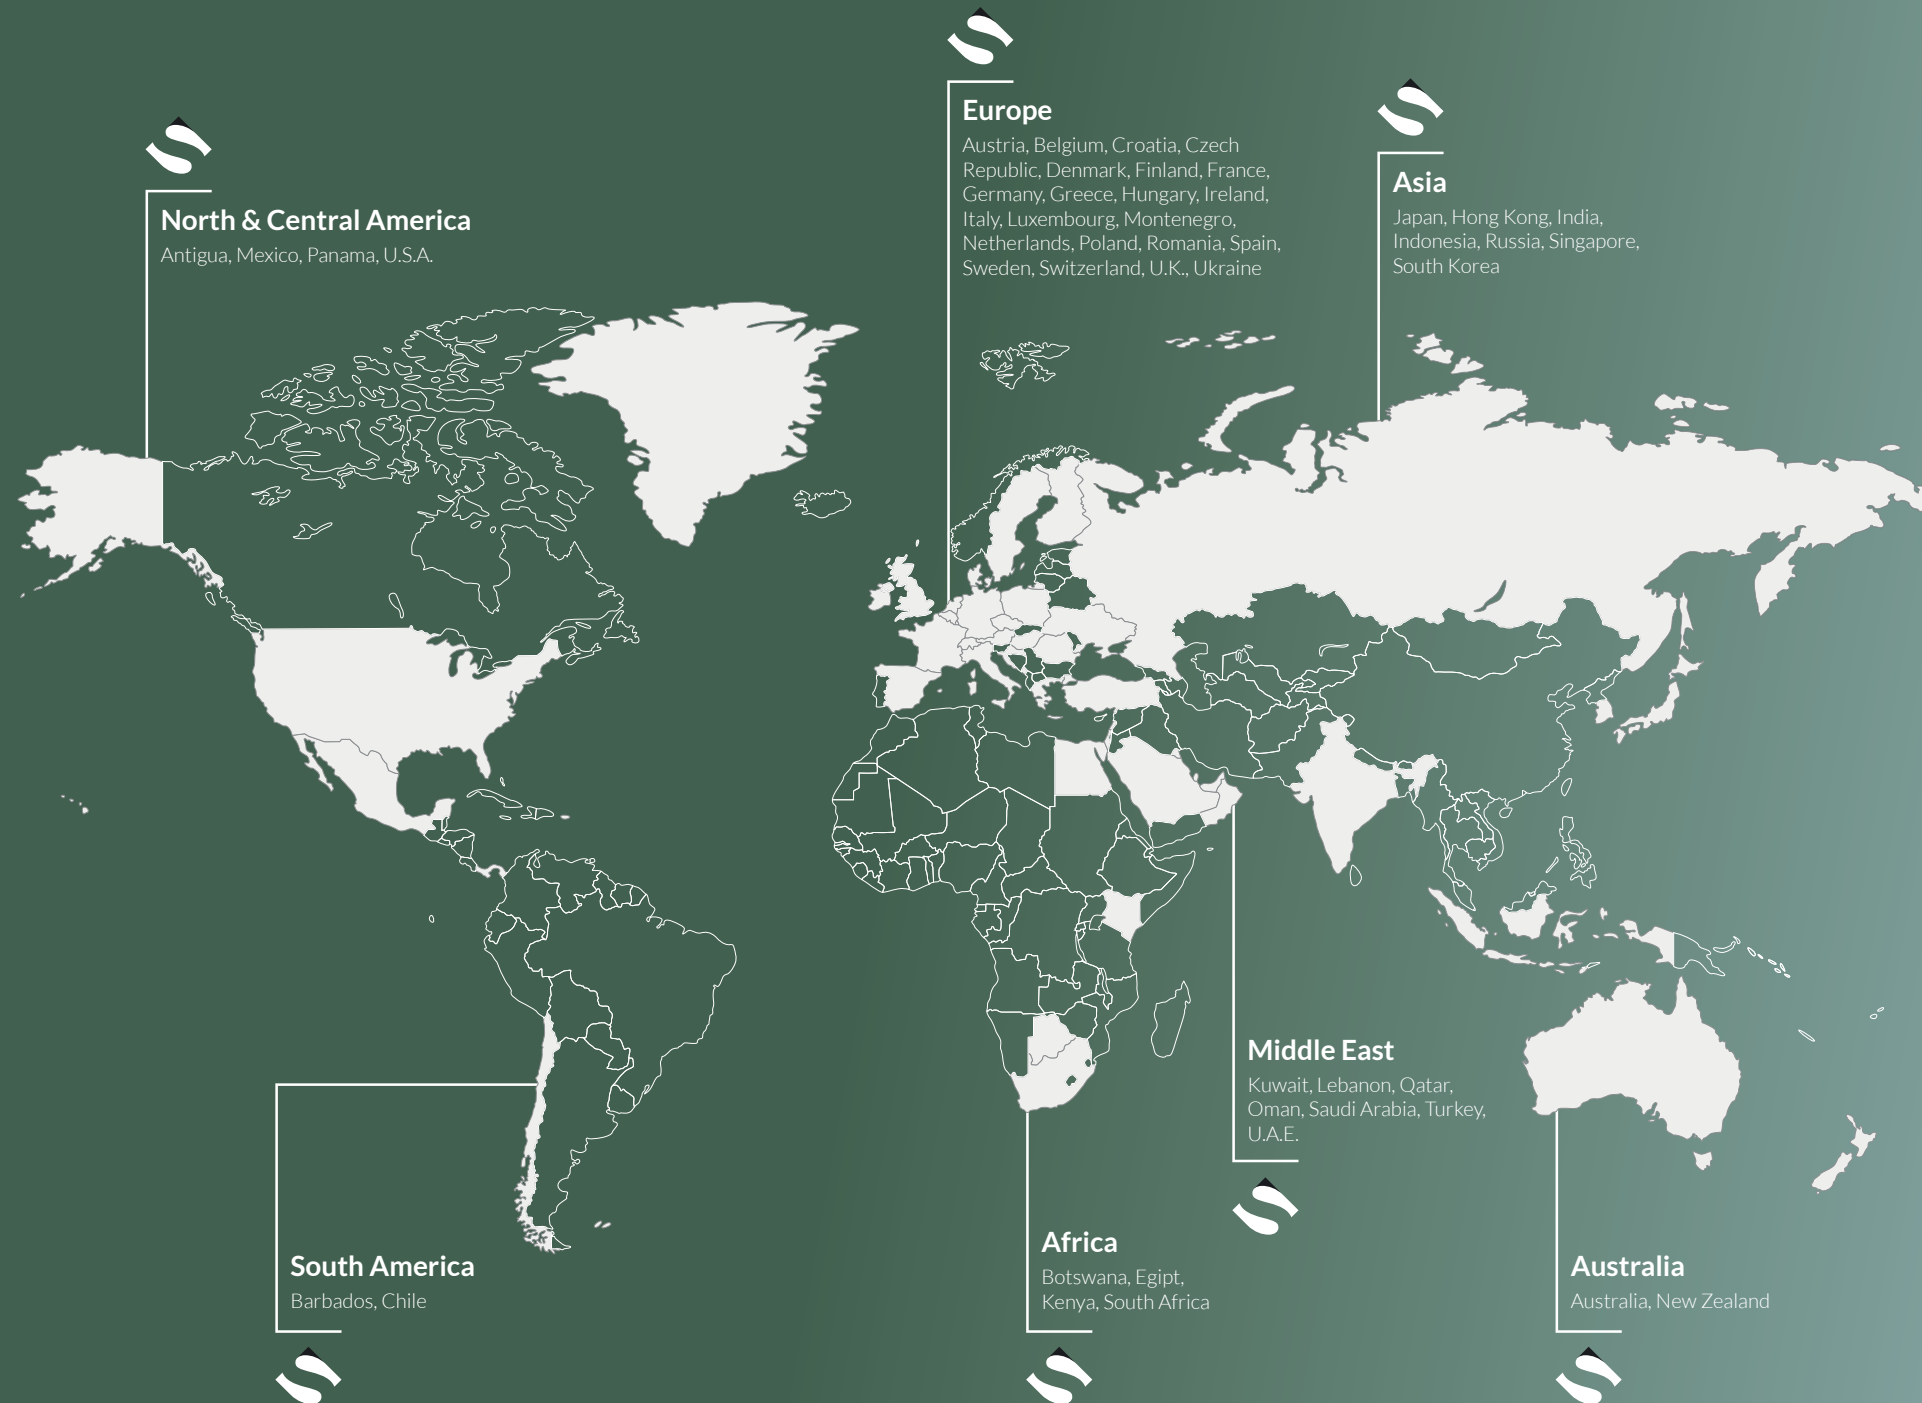 Europe
Austria, Belgium, Croatia, Czech
Republic, Denmark, Finland, France,
Germany, Greece, Hungary, Ireland,
Italy, Luxembourg, Montenegro,
Netherlands, Poland, Romania, Spain,
Sweden, Switzerland, U.K., Ukraine
Asia
Japan, Hong Kong, India,
Indonesia, Russia, Singapore,
South Korea
North & Central America
Antigua, Mexico, Panama, U.S.A.
Middle East
Kuwait, Lebanon, Qatar,
Oman, Saudi Arabia, Turkey,
U.A.E.
South America
Barbados, Chile
Africa
Botswana, Egipt,
Kenya, South Africa
Australia
Australia, New Zealand